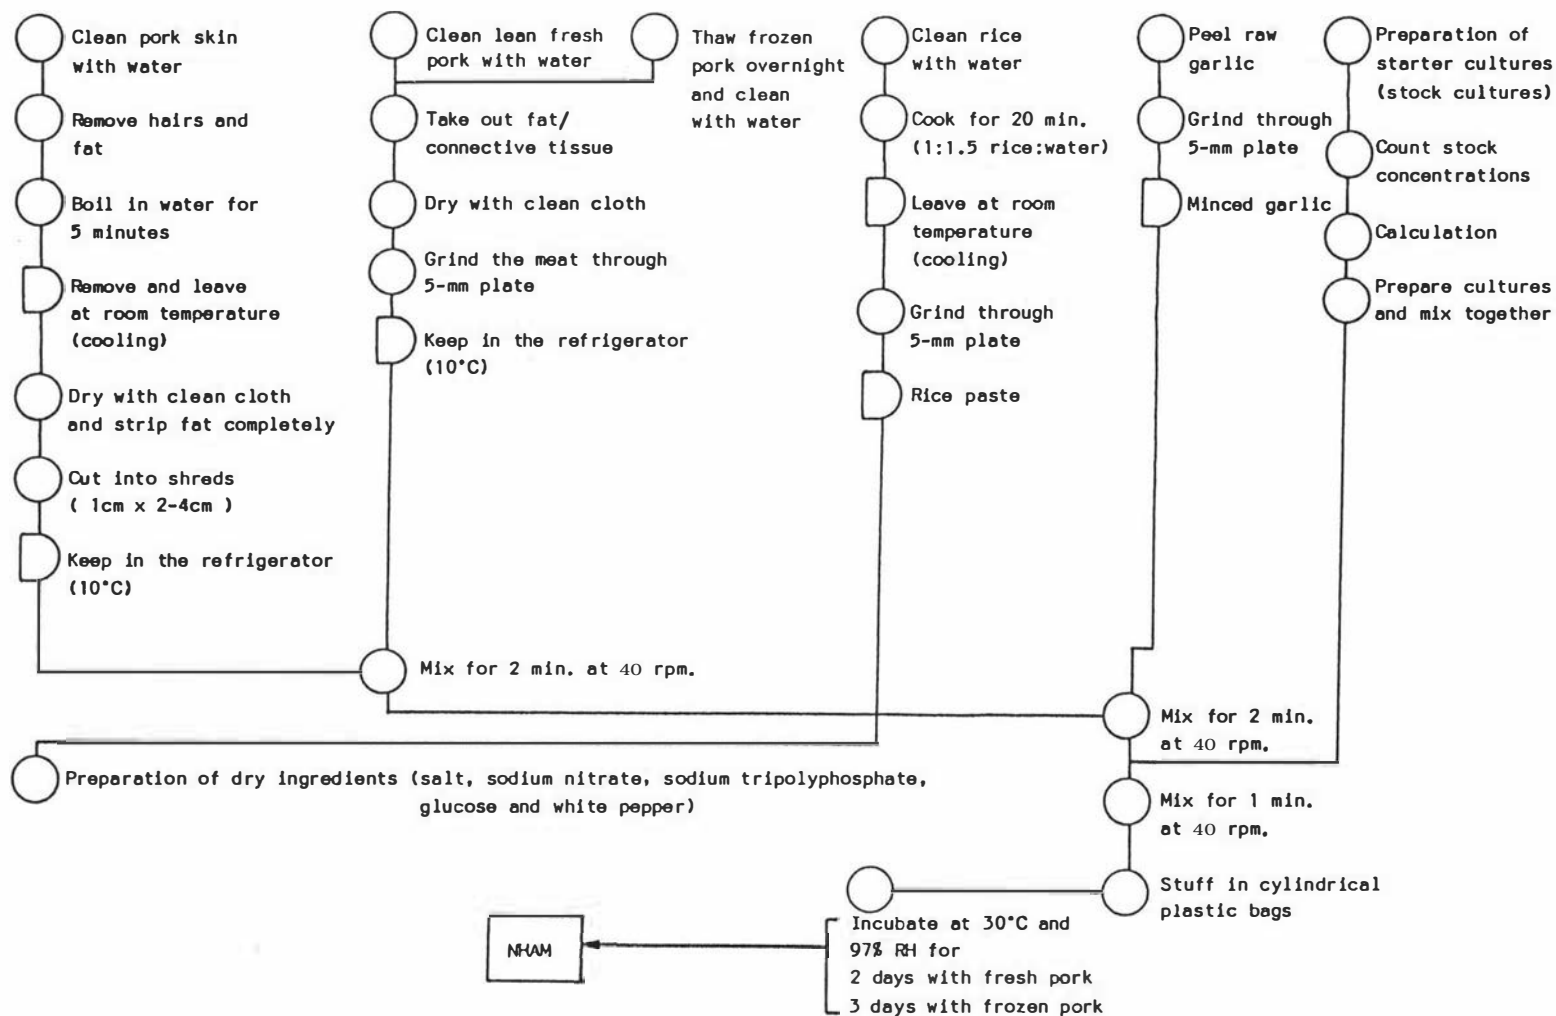 Clean pork skin
with water
Remove hairs and
fat
Boil in water for
5 minutes
Remove and leave
at room temperature
(cooling)
Dry with clean cloth
and strip fat completely
Cut into shreds
( 1cm x 2-4cm )
Keep in the refrigerator
(10°C)
Clean lean fresh
pork with water
Thaw frozen
pork overnight
and clean
with water
Take out fat/
connective tissue
Dry with clean cloth
Grind the meat through
5-mm plate
Keep in the refrigerator
(10°C)
Clean rice
with water
Cook for 20 min.
(1:1.5 rice:water)
Leave at room
temperature
(cooling)
Grind through
5-mm plate
Rice paste
Peel raw
garlic
Grind through
5-mm plate
Minced garlic
Preparation of
starter cultures
(stock cultures)
Count stock
concentrations
Calculation
Prepare cultures
and mix together
Mix for 2 min. at 40 rpm.
Mix for 2 min.
at 40 rpm.
Preparation of dry ingredients (salt, sodium nitrate, sodium tripolyphosphate,
glucose and white pepper)
Mix for 1 min.
at 40 rpm.
Stuff in cylindrical
plastic bags
Incubate at 30°C and
97% RH for
2 days with fresh pork
3 days with frozen pork
NHAM